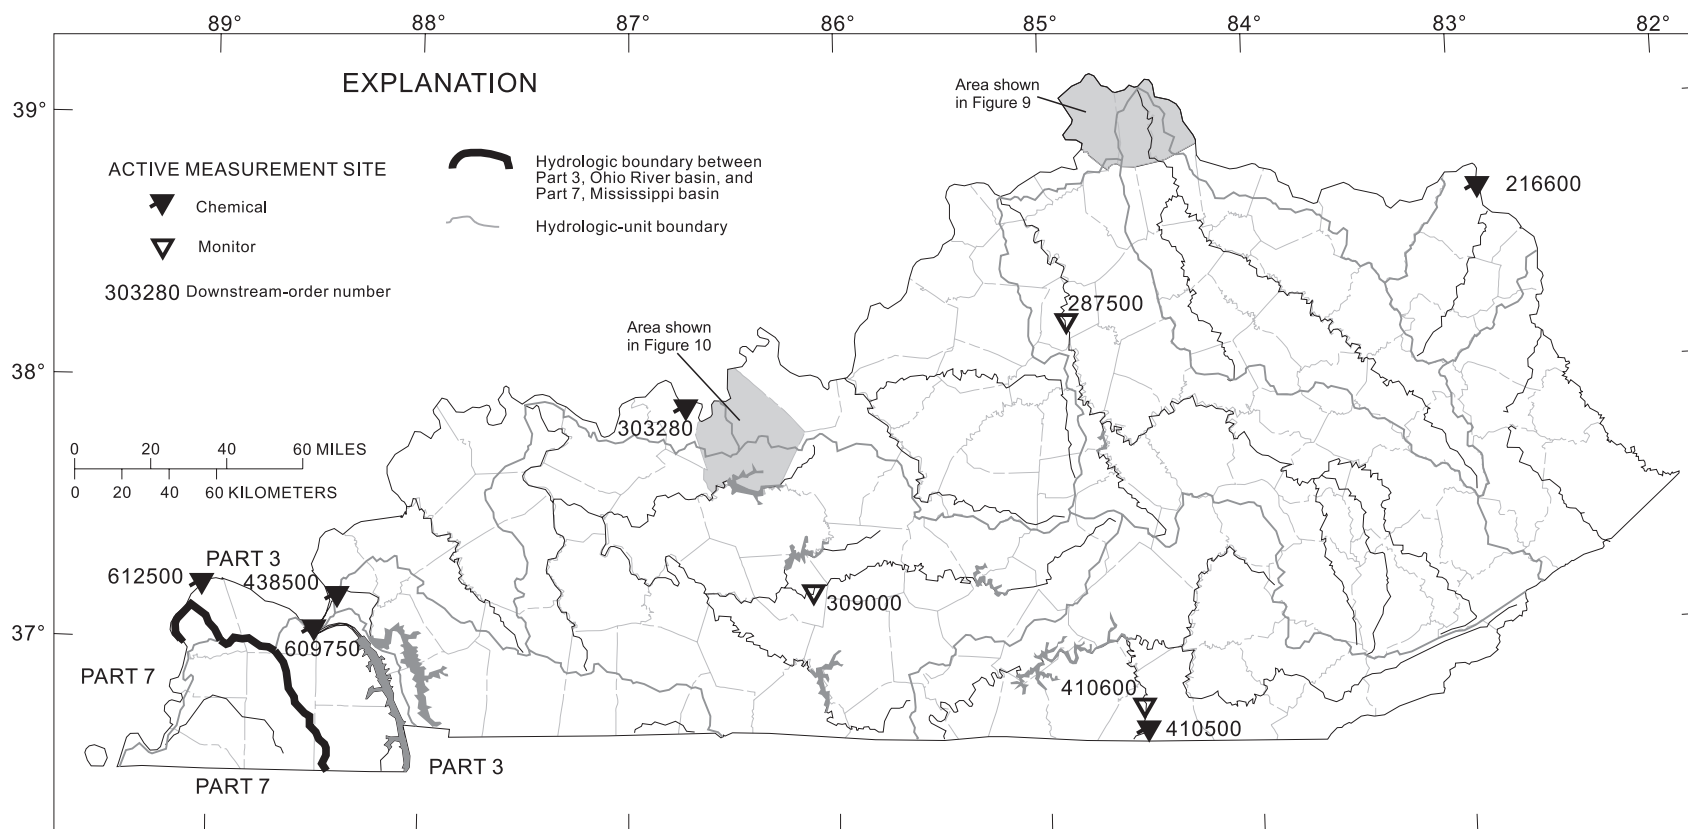 89° 88° 87° 86° 85° 84° 83° 82°
EXPLANATION
Area shown
in Figure 9
39°
ACTIVE MEASUREMENT SITE
Chemical
Monitor
303280 Downstream-order number
Hydrologic boundary between
Part 3, Ohio River basin, and
Part 7, Mississippi basin
Hydrologic-unit boundary
216600
287500
Area shown
in Figure 10
38°
303280
0 20 40 60 MILES
0 20 40 60 KILOMETERS
PART 3
612500
438500
309000
37°
609750
PART 7
410600
410500
PART 3
PART 7